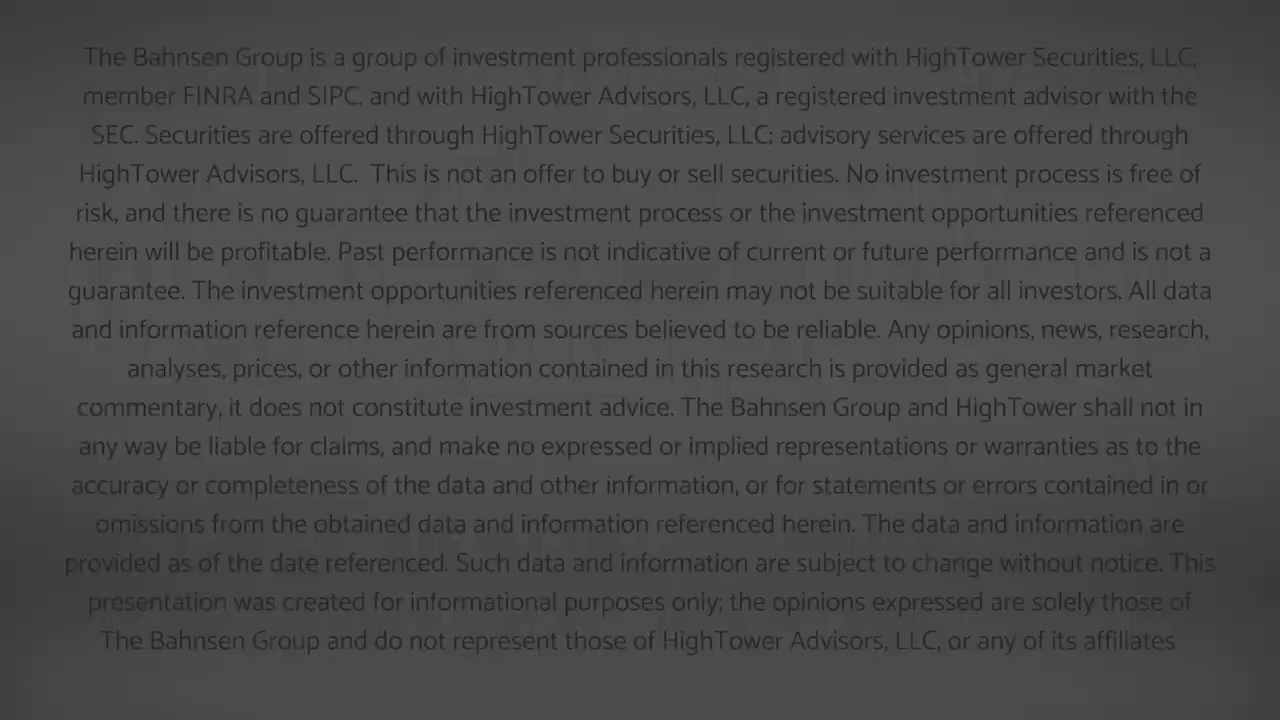 The Bahnsen Group is a group of investment professionals registered with HighTower Securities, LLC,
member FINRA and SIPC, and with HighTower Advisors, LLC, a registered investment advisor with the
SEC. Securities are offered through HighTower Securities, LLC; advisory services are offered through
HighTower Advisors, LLC.  This is not an offer to buy or sell securities. No investment process is free of
risk, and there is no guarantee that the investment process or the investment opportunities referenced
herein will be profitable. Past performance is not indicative of current or future performance and is not a
guarantee. The investment opportunities referenced herein may not be suitable for all investors. All data
and information reference herein are from sources believed to be reliable. Any opinions, news, research,
analyses, prices, or other information contained in this research is provided as general market
commentary, it does not constitute investment advice. The Bahnsen Group and HighTower shall not in
any way be liable for claims, and make no expressed or implied representations or warranties as to the
accuracy or completeness of the data and other information, or for statements or errors contained in or
omissions from the obtained data and information referenced herein. The data and information are
provided as of the date referenced. Such data and information are subject to change without notice. This
presentation was created for informational purposes only; the opinions expressed are solely those of
The Bahnsen Group and do not represent those of HighTower Advisors, LLC, or any of its affiliates